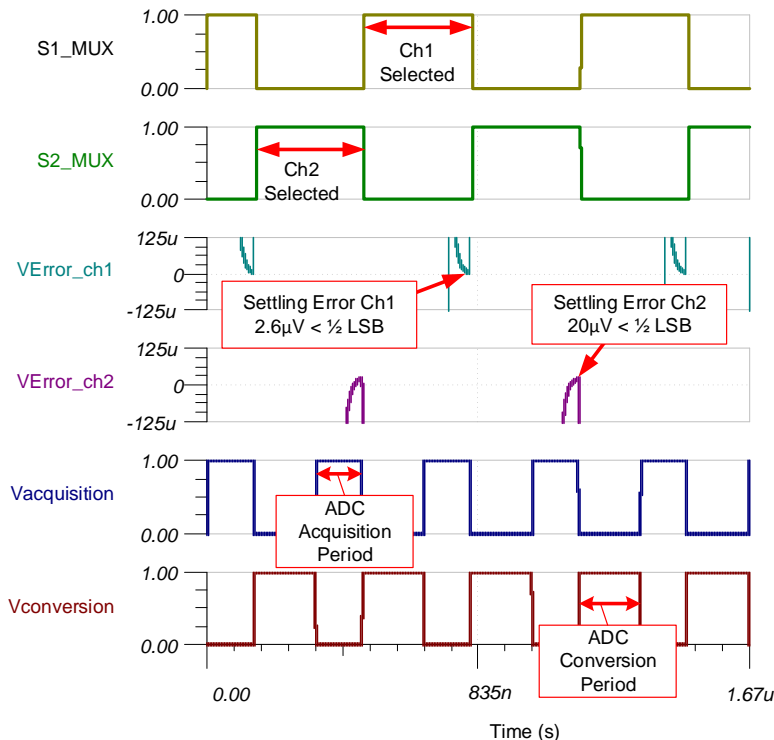 1.00
S1_MUX
Ch1
Selected
0.00
1.00
S2_MUX
Ch2
Selected
0.00
125u
VError_ch1
0
-125u
Settling Error Ch1
2.6µV < ½ LSB
Settling Error Ch2
20µV < ½ LSB
125u
VError_ch2
0
-125u
1.00
Vacquisition
0.00
ADC
Acquisition
Period
1.00
Vconversion
0.00
ADC
Conversion
Period
0.00
835n
1.67u
Time (s)